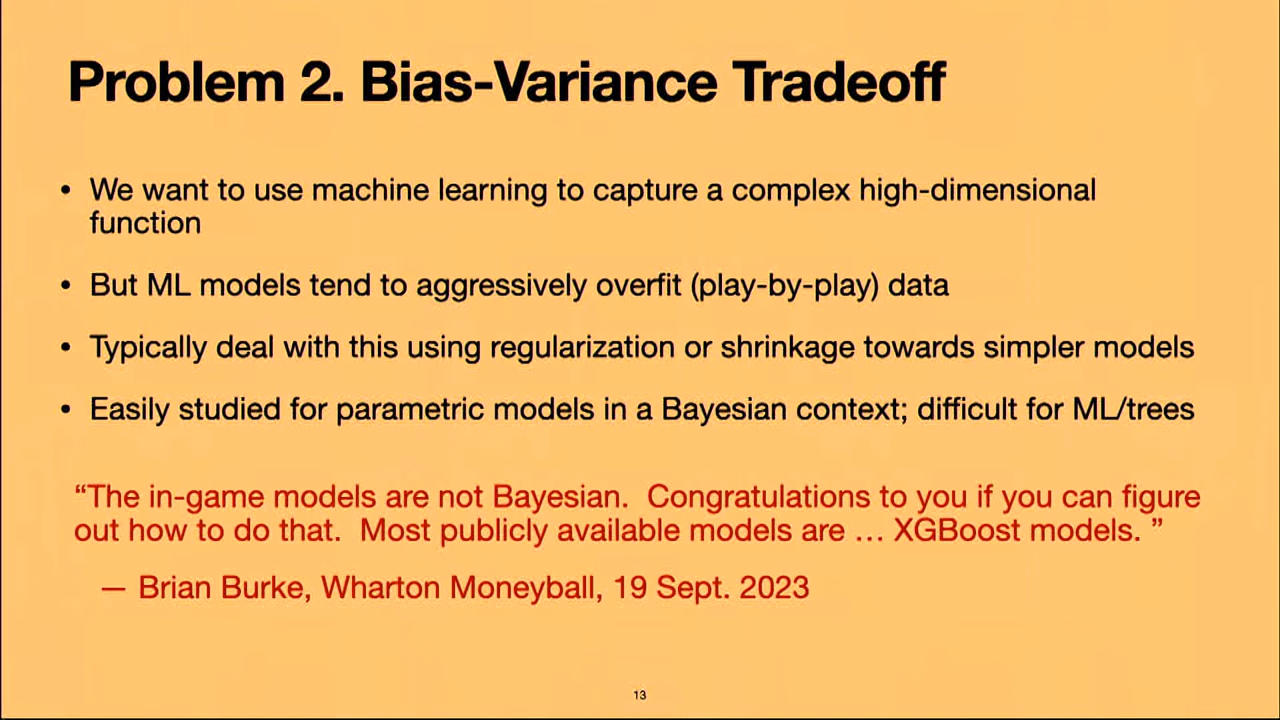 Problem 2. Bias-Variance Tradeoff
• We want to use machine learning to capture a complex high-dimensional
function
• But ML models tend to aggressively overfit (play-by-play) data
• Typically deal with this using regularization or shrinkage towards simpler models
• Easily studied for parametric models in a Bayesian context; difficult for ML/trees
“The in-game models are not Bayesian.  Congratulations to you if you can figure
out how to do that.  Most publicly available models are … XGBoost models. ”
— Brian Burke, Wharton Moneyball, 19 Sept. 2023
13